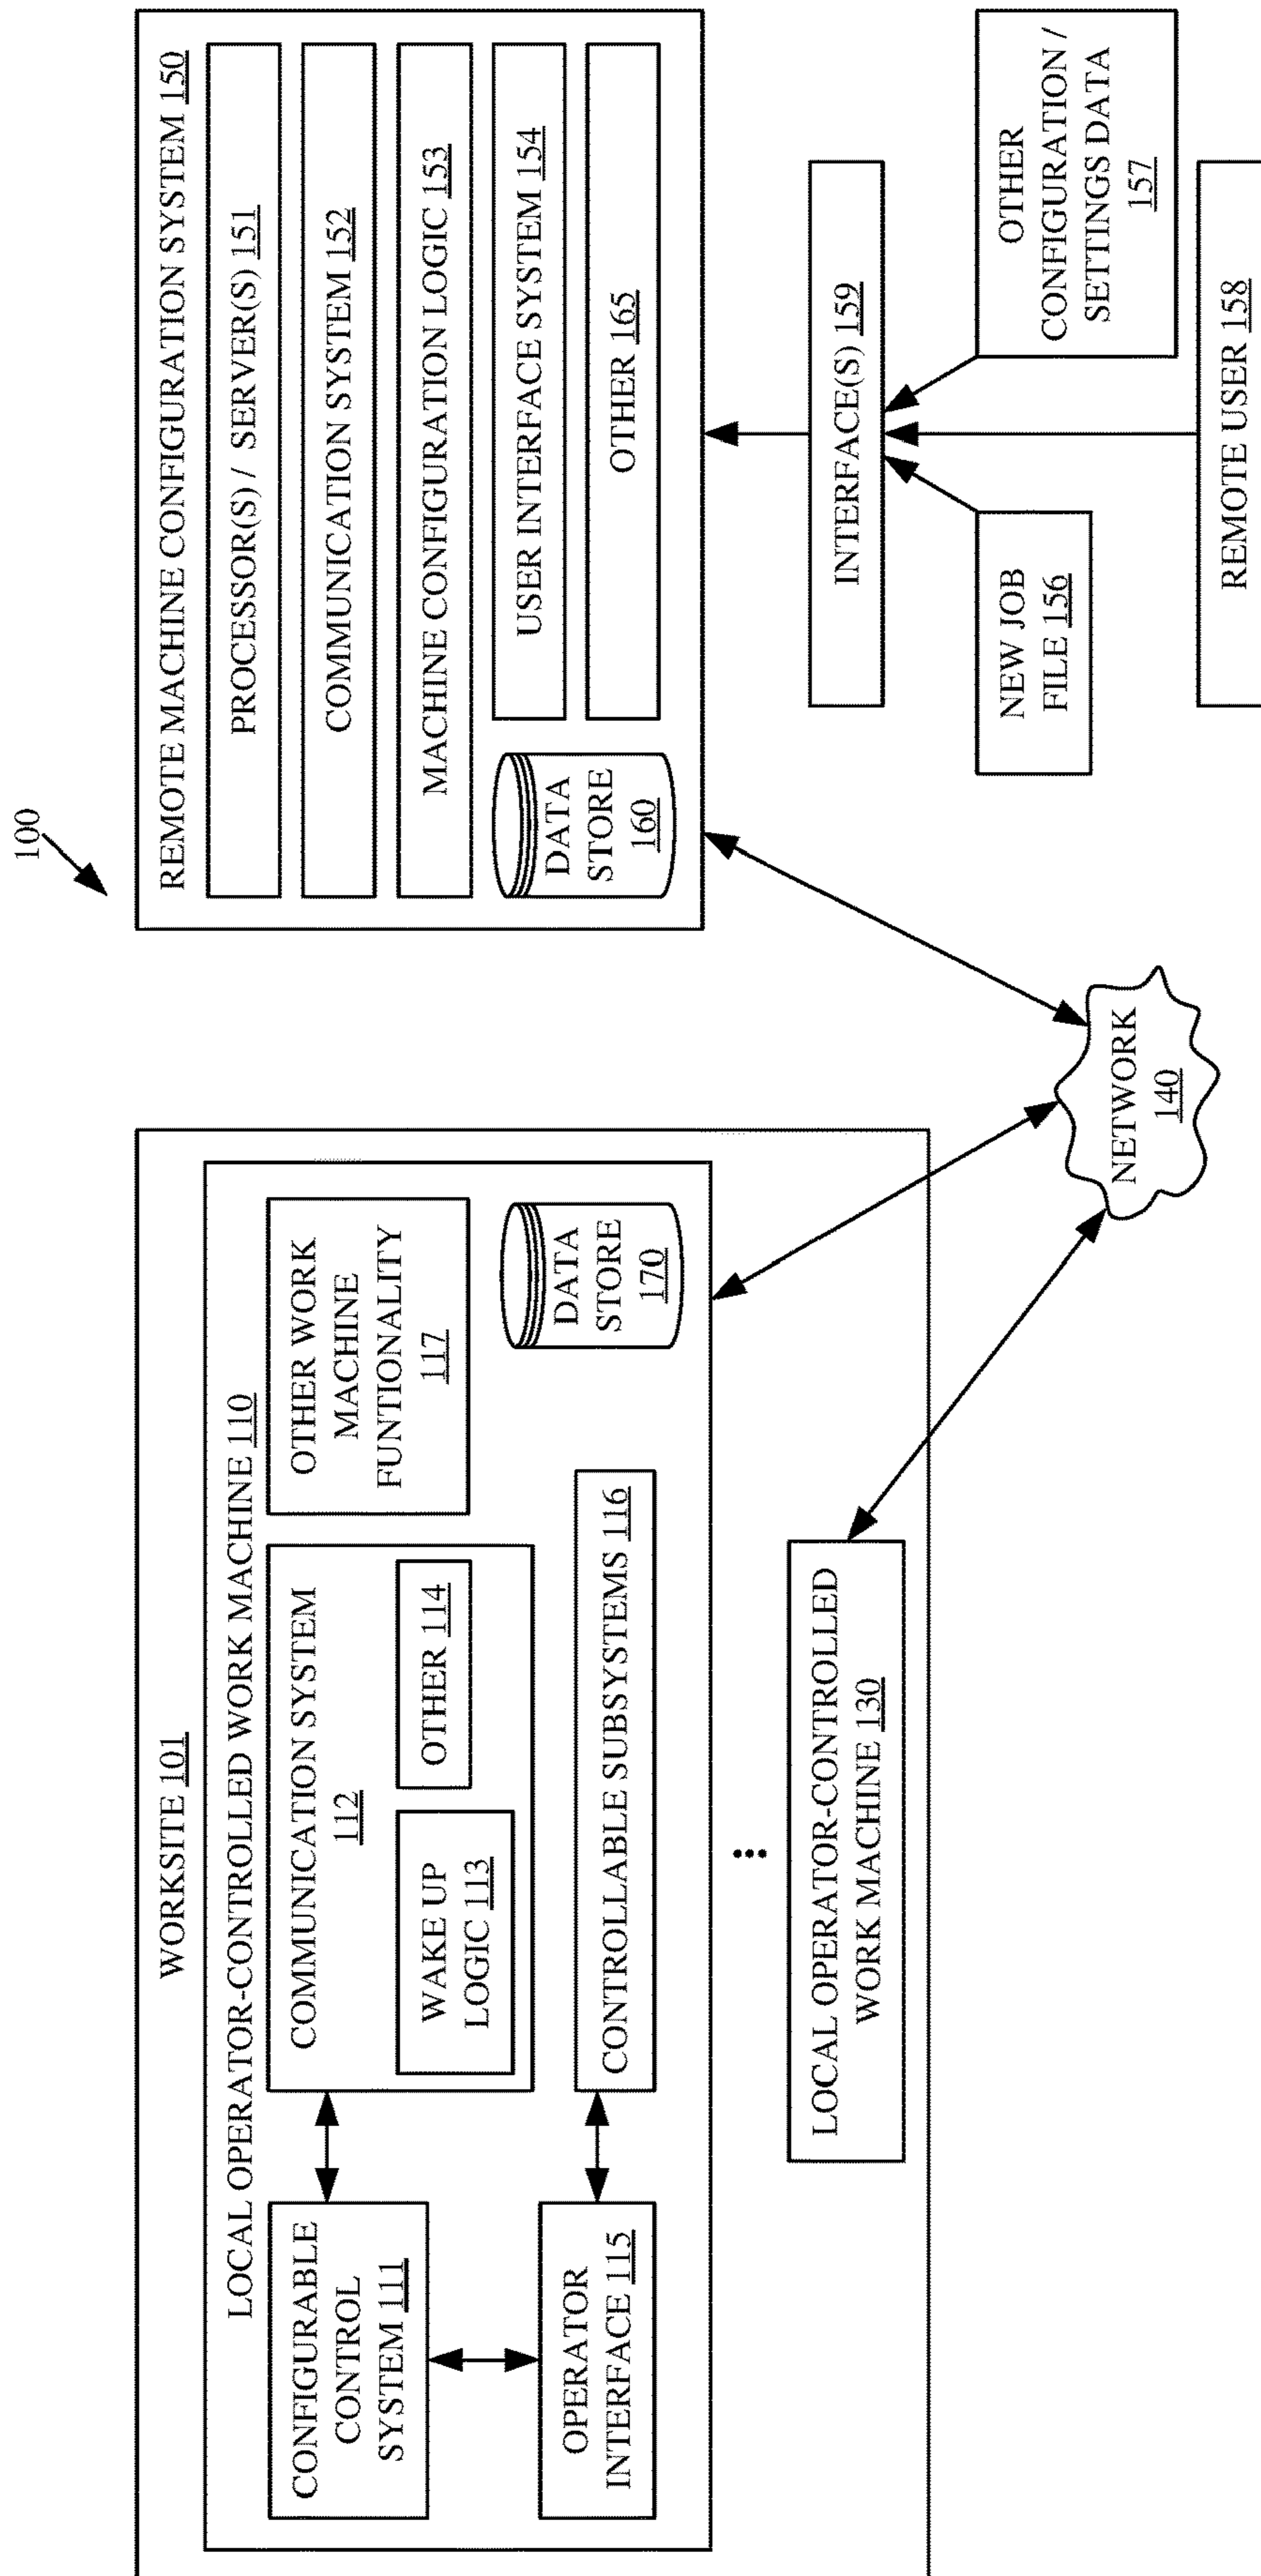 100
WORKSITE 101
LOCAL OPERATOR-CONTROLLED WORK MACHINE 110
CONFIGURABLE
CONTROL
SYSTEM 111
COMMUNICATION SYSTEM
112
WAKE UP
LOGIC 113
OTHER 114
OTHER WORK
MACHINE
FUNTIONALITY
117
OPERATOR
INTERFACE 115
CONTROLLABLE SUBSYSTEMS 116
DATA
STORE
170
LOCAL OPERATOR-CONTROLLED
WORK MACHINE 130
NETWORK
140
REMOTE MACHINE CONFIGURATION SYSTEM 150
PROCESSOR(S) / SERVER(S) 151
COMMUNICATION SYSTEM 152
MACHINE CONFIGURATION LOGIC 153
DATA
STORE
160
USER INTERFACE SYSTEM 154
OTHER 165
INTERFACE(S) 159
NEW JOB
FILE 156
OTHER
CONFIGURATION /
SETTINGS DATA
157
REMOTE USER 158